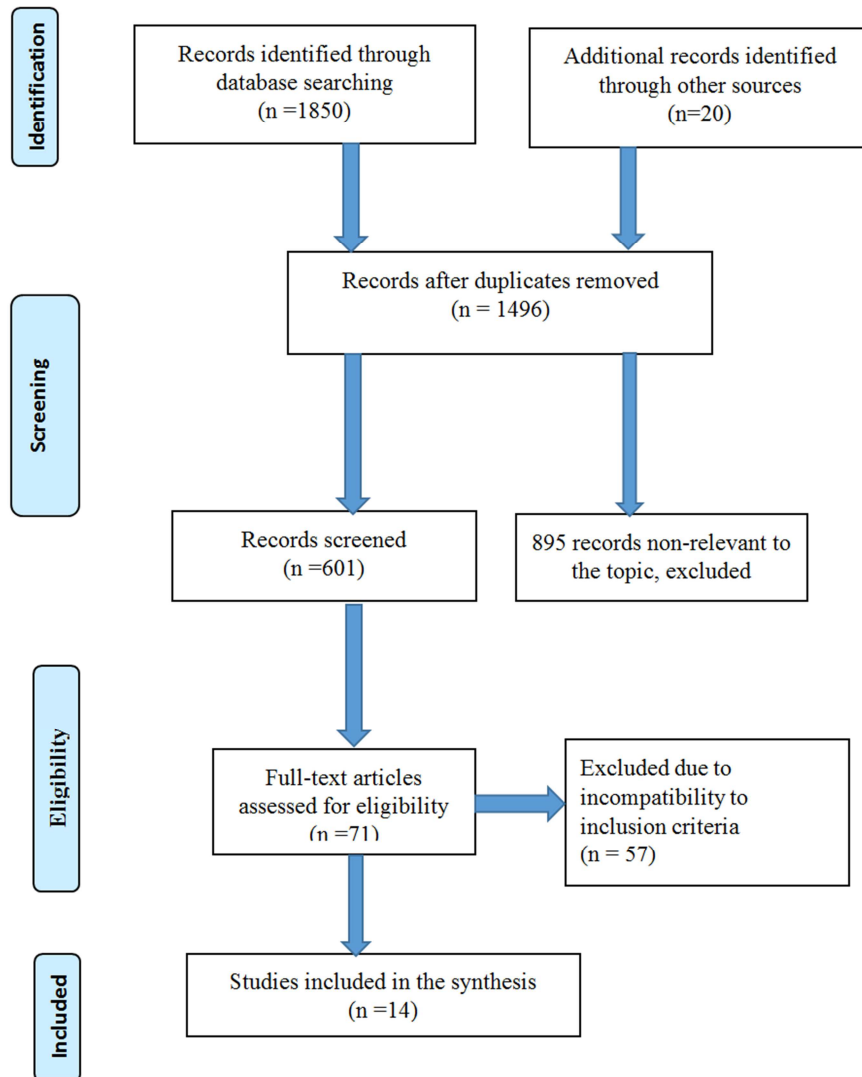 Identification
Records identified through
database searching
(n =1850)
Additional records identified
through other sources
(n=20)
Records after duplicates removed
(n = 1496)
Screening
Records screened
(n =601)
895 records non-relevant to
the topic, excluded
Eligibility
Full-text articles
assessed for eligibility
(n =71)
Excluded due to
incompatibility to
inclusion criteria
(n = 57)
Included
Studies included in the synthesis
(n =14)